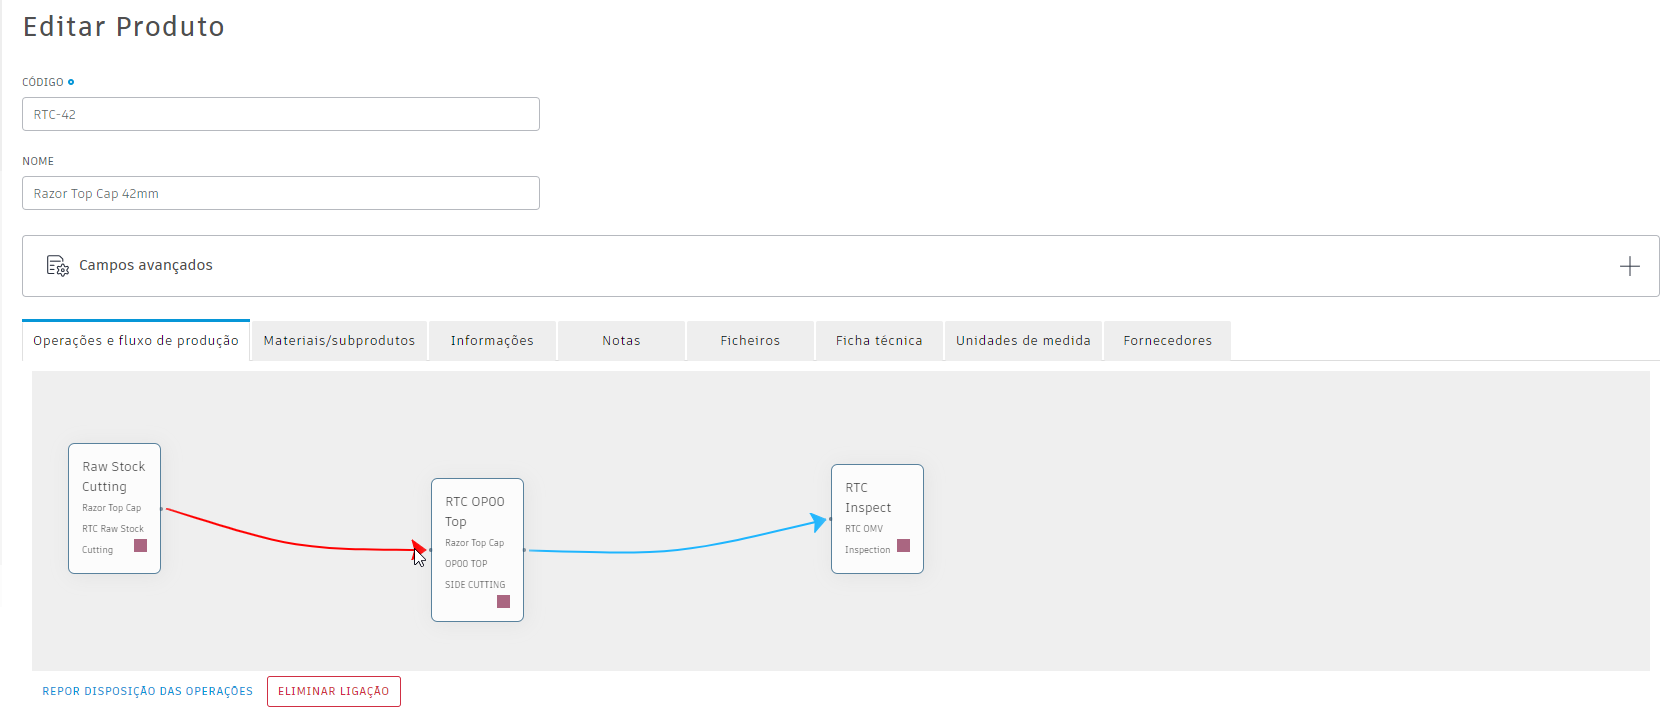 Editar Produto
CÓDIGO
RTC-42
NOME
Razor Top Cap 42mm
Campos avançados
Operações e fluxo de produção
Materiais/subprodutos
Informações
Notas
Ficheiros
Ficha técnica
Unidades de medida
Fornecedores
Raw Stock
Cutting
Razor Top Cap
RTC Raw Stock
Cutting
RTC OP00
Top
Razor Top Cap
OP00 TOP
SIDE CUTTING
RTC
Inspect
RTC OMV
Inspection
REPOR DISPOSIÇÃO DAS OPERAÇÕES
ELIMINAR LIGAÇÃO